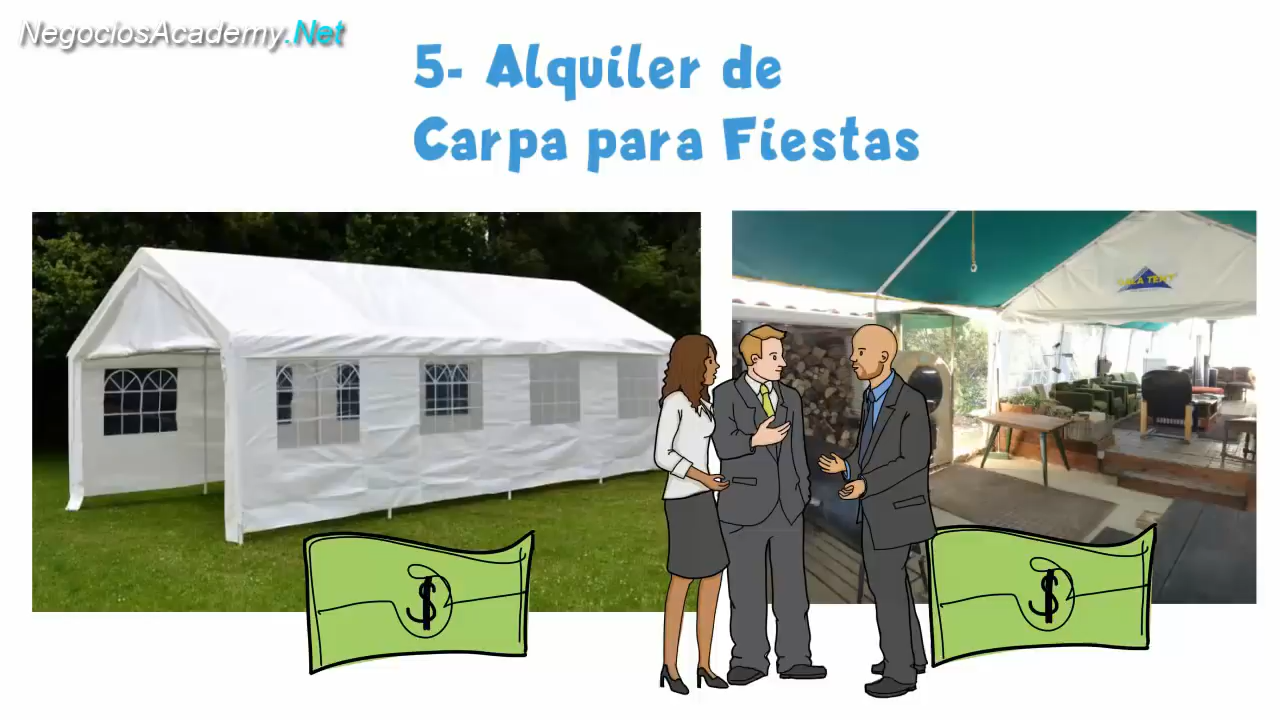 NegociosAcademy.Net
5- Alquiler de
Carpa para Fiestas
$
$